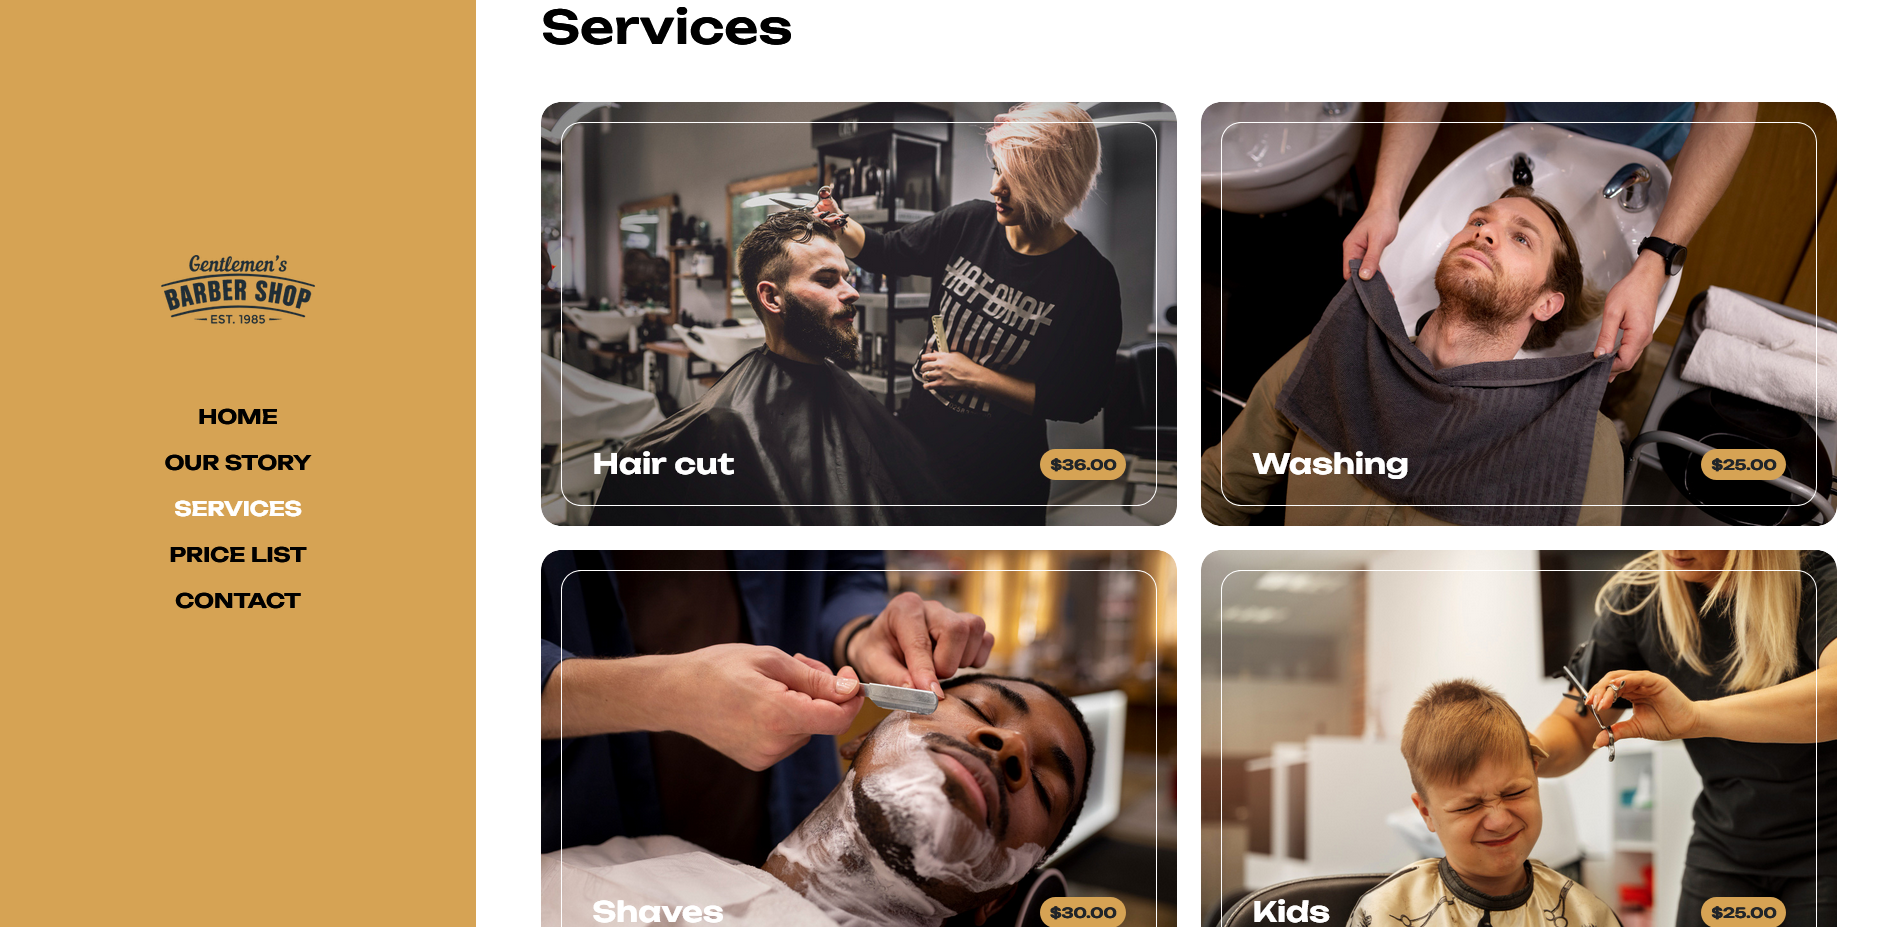 Gentlemen's
BARBER SHOP
EST. 1985
HOME
OUR STORY
SERVICES
PRICE LIST
CONTACT
Services
Hair cut
$36.00
Washing
$25.00
Shaves
$30.00
Kids
$25.00